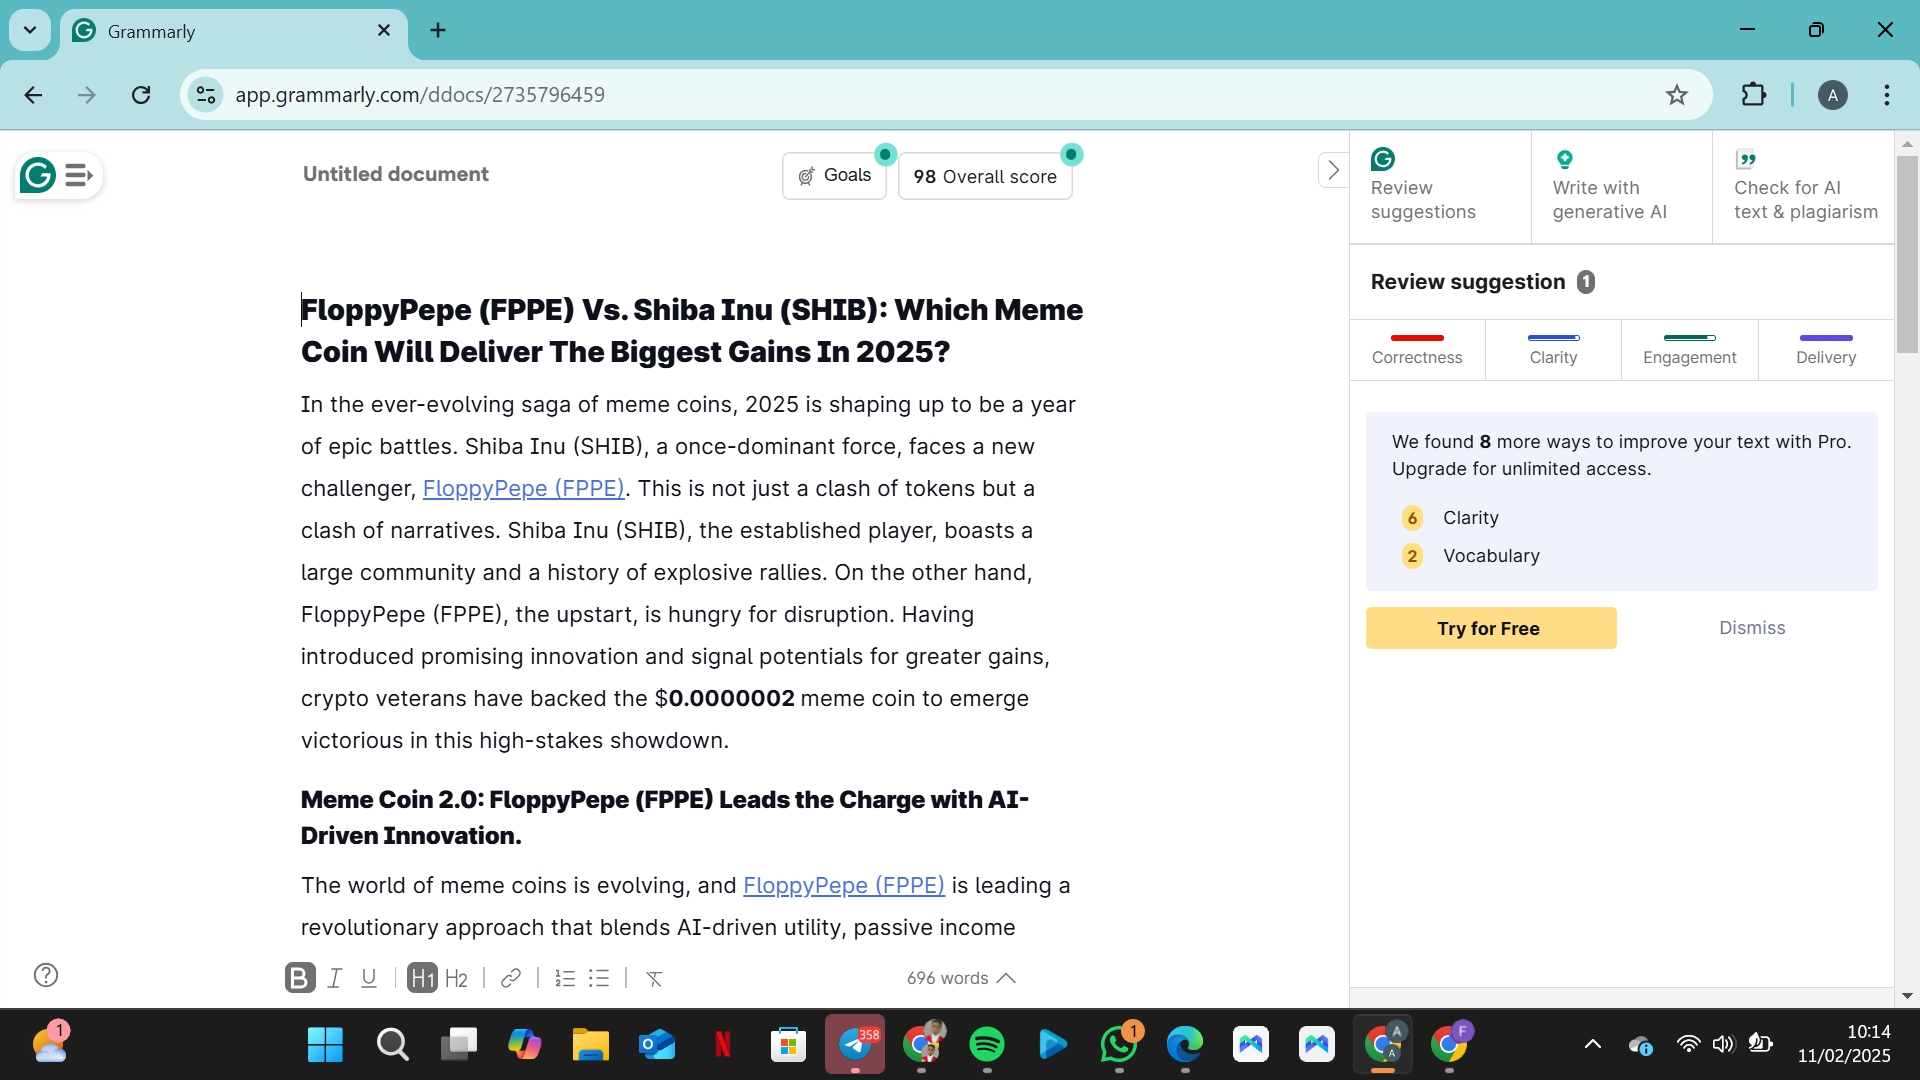 Grammarly
app.grammarly.com/ddocs/2735796459
A
Untitled document
Goals
98 Overall score
FloppyPepe (FPPE) Vs. Shiba Inu (SHIB): Which Meme
Coin Will Deliver The Biggest Gains In 2025?
In the ever-evolving saga of meme coins, 2025 is shaping up to be a year
of epic battles. Shiba Inu (SHIB), a once-dominant force, faces a new
challenger, FloppyPepe (FPPE). This is not just a clash of tokens but a
clash of narratives. Shiba Inu (SHIB), the established player, boasts a
large community and a history of explosive rallies. On the other hand,
FloppyPepe (FPPE), the upstart, is hungry for disruption. Having
introduced promising innovation and signal potentials for greater gains,
crypto veterans have backed the $0.0000002 meme coin to emerge
victorious in this high-stakes showdown.
Meme Coin 2.0: FloppyPepe (FPPE) Leads the Charge with AI-
Driven Innovation.
The world of meme coins is evolving, and FloppyPepe (FPPE) is leading a
revolutionary approach that blends AI-driven utility, passive income
B I U H1 H2
696 words
Review
suggestions
Write with
generative AI
Check for AI
text & plagiarism
Review suggestion 1
Correctness
Clarity
Engagement
Delivery
We found 8 more ways to improve your text with Pro.
Upgrade for unlimited access.
6 Clarity
2 Vocabulary
Try for Free
Dismiss
1
358
1
A
A
F
10:14
11/02/2025